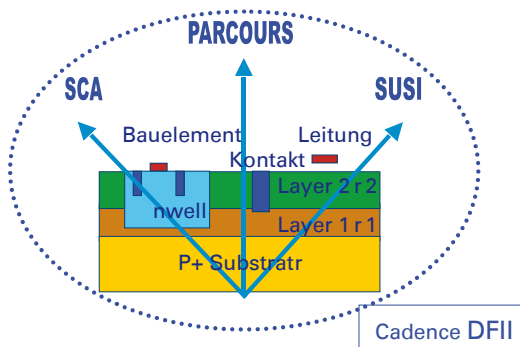 PARCOURS
SCA
SUSI
Bauelement
Leitung
Kontakt
Layer 2 r 2
nwell
Layer 1 r 1
P+ Substratr
Cadence DFII